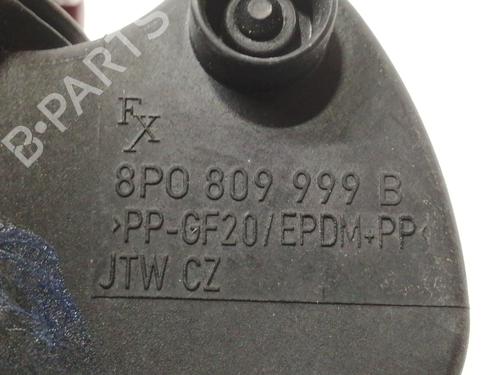 B-PARTS
FX
8P0 809 999 B
>PP-GF20/EPDM+PP<
JTW CZ